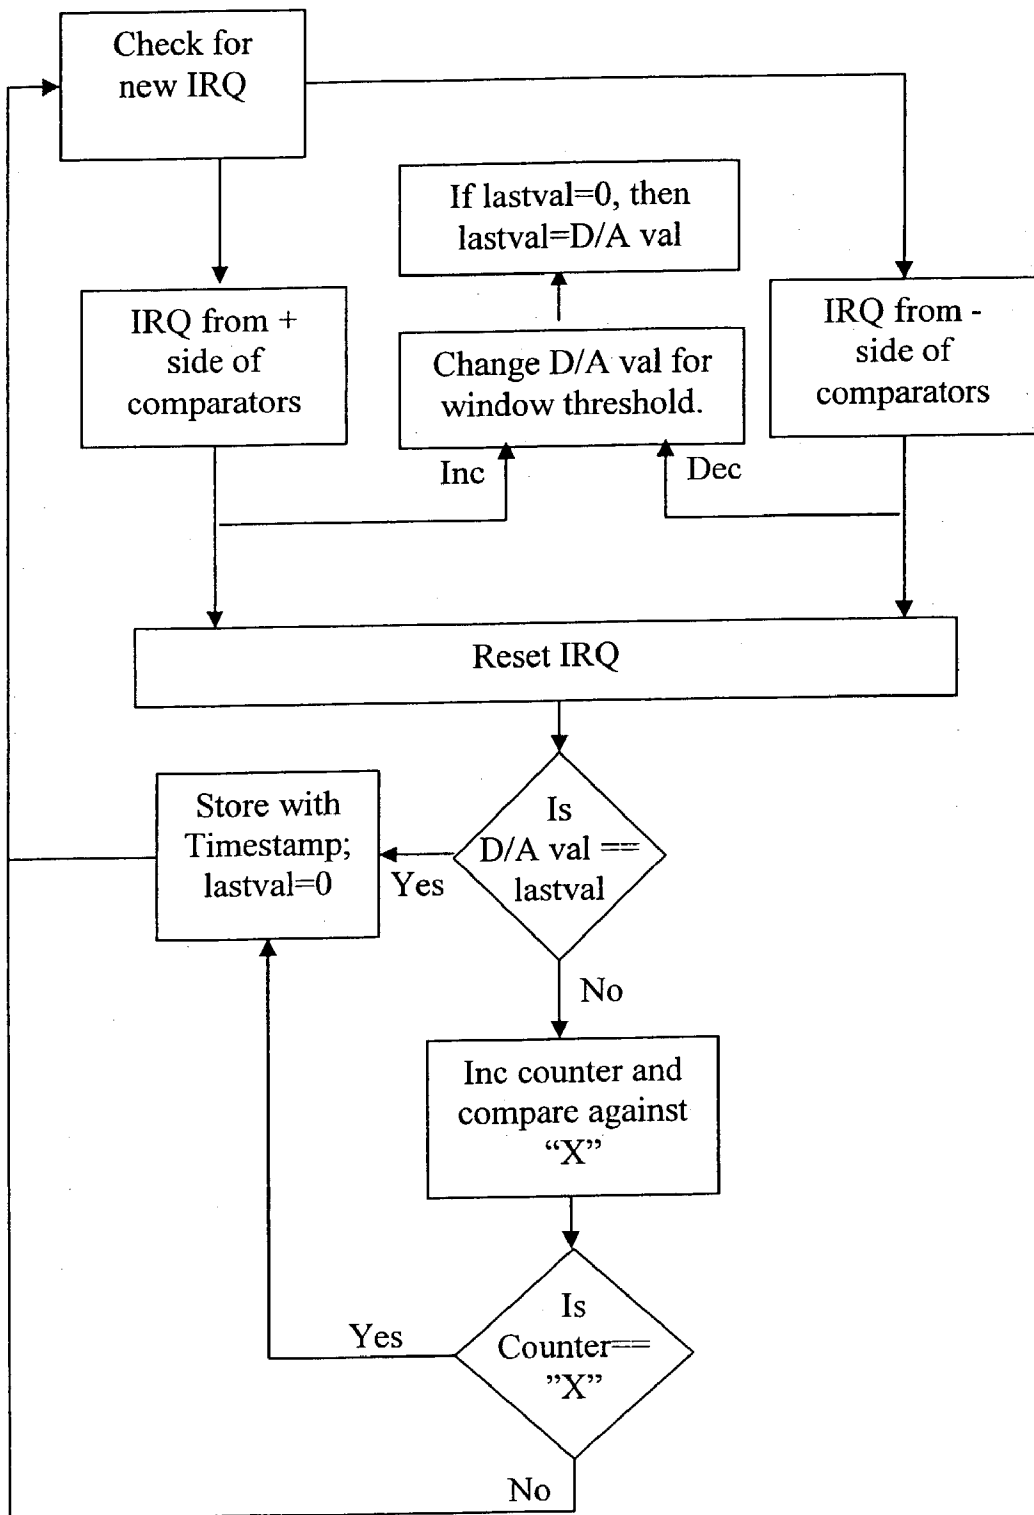 Check for
new IRQ
If lastval=0, then
lastval=D/A val
IRQ from +
side of
comparators
Change D/A val for
window threshold.
IRQ from -
side of
comparators
Inc
Dec
Reset IRQ
Store with
Timestamp;
lastval=0
Is
D/A val ==
lastval
Yes
No
Inc counter and
compare against
“X”
Is
Counter==
”X”
Yes
No